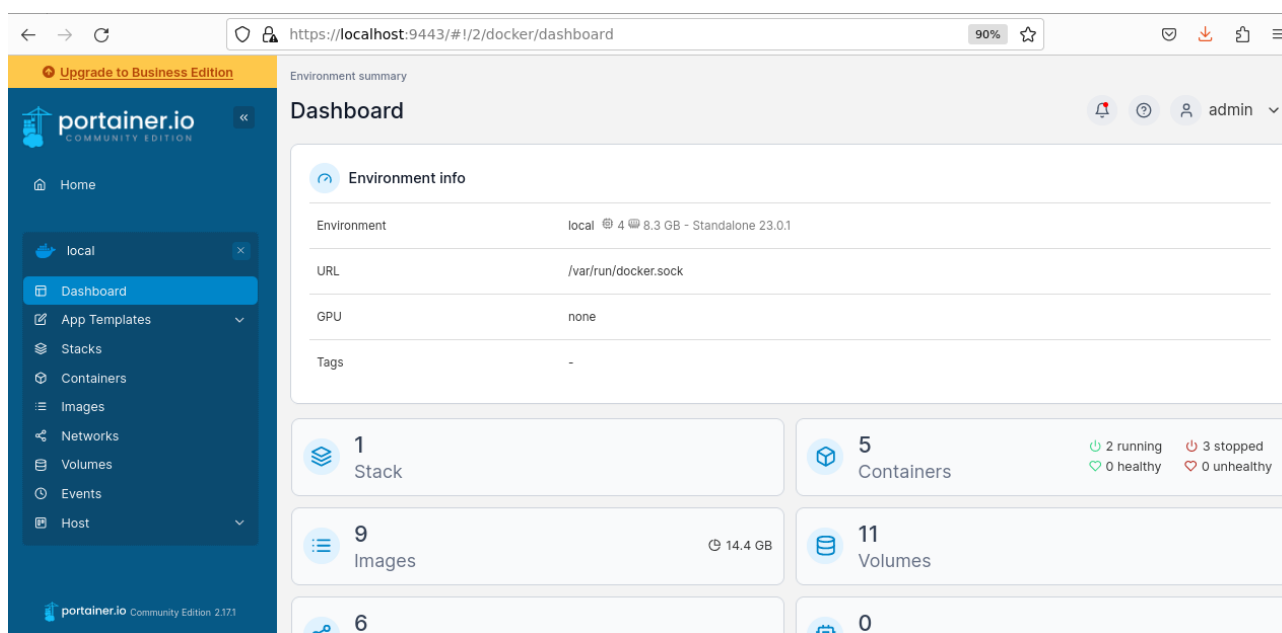 https://localhost:9443/#!/2/docker/dashboard 90%
Upgrade to Business Edition
portainer.io
COMMUNITY EDITION
Home
local
Dashboard
App Templates
Stacks
Containers
Images
Networks
Volumes
Events
Host
portainer.io Community Edition 2.17.1
Environment summary
Dashboard
admin
Environment info
Environment local 4 8.3 GB - Standalone 23.0.1
URL /var/run/docker.sock
GPU none
Tags -
1
Stack
5
Containers
2 running 3 stopped
0 healthy 0 unhealthy
9
Images
14.4 GB
11
Volumes
6
0